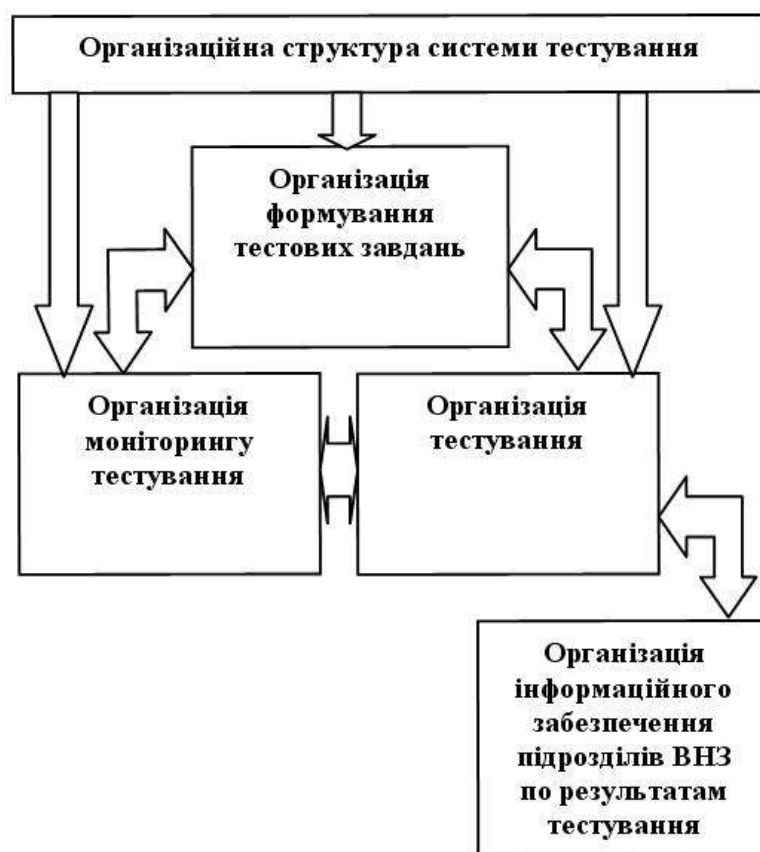 Організаційна структура системи тестування
Організація
формування
тестових завдань
Організація
моніторингу
тестування
Організація
тестування
Організація
інформаційного
забезпечення
підрозділів ВНЗ
по результатам
тестування